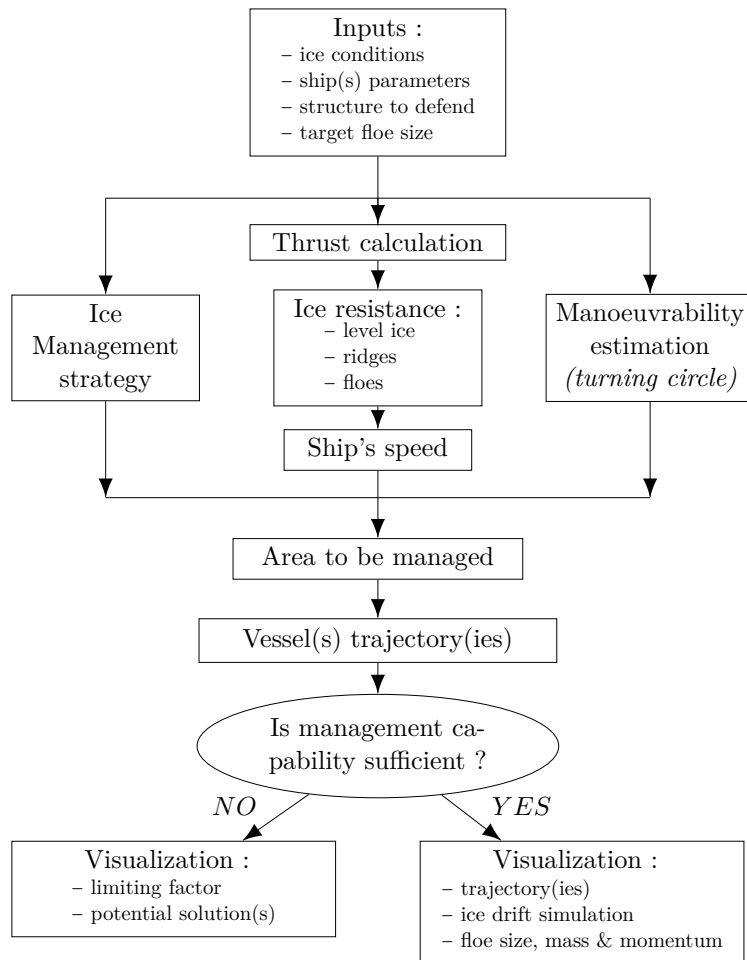 Inputs :
– ice conditions
– ship(s) parameters
– structure to defend
– target floe size
Thrust calculation
Ice
Management
strategy
Ice resistance :
– level ice
– ridges
– floes
Manoeuvrability
estimation
(turning circle)
Ship's speed
Area to be managed
Vessel(s) trajectory(ies)
Is management ca-
pability sufficient ?
NO
YES
Visualization :
– limiting factor
– potential solution(s)
Visualization :
– trajectory(ies)
– ice drift simulation
– floe size, mass & momentum